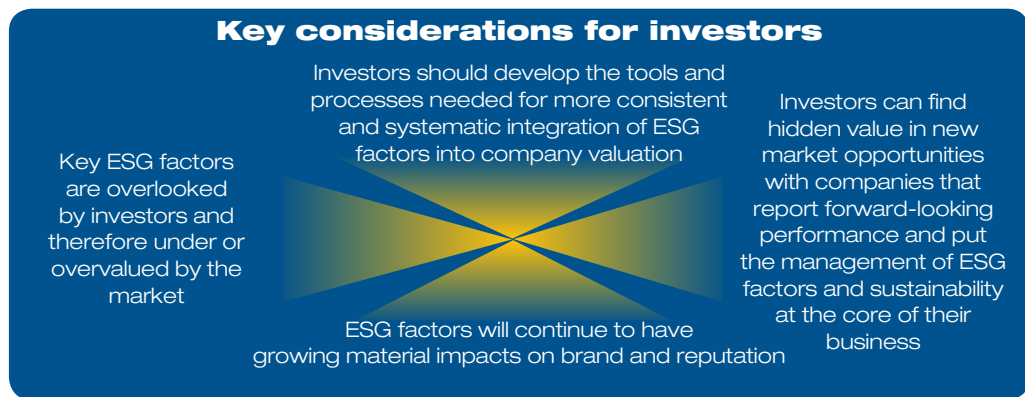 Key considerations for investors
Investors should develop the tools and
processes needed for more consistent
and systematic integration of ESG
factors into company valuation
Key ESG factors
are overlooked
by investors and
therefore under or
overvalued by the
market
Investors can find
hidden value in new
market opportunities
with companies that
report forward-looking
performance and put
the management of ESG
factors and sustainability
at the core of their
business
ESG factors will continue to have
growing material impacts on brand and reputation